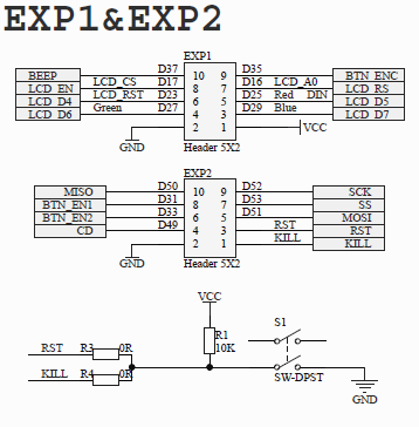 EXP1&EXP2
EXP1
BEEP D37 10 9 D35 BTN_ENC
LCD_EN LCD_CS D17 8 7 D16 LCD_A0 LCD_RS
LCD_D4 LCD_RST D23 6 5 D25 Red DIN LCD_D5
LCD_D6 Green D27 4 3 D29 Blue LCD_D7
2 1 VCC
GND Header 5X2
EXP2
MISO D50 10 9 D52 SCK
BTN_EN1 D31 8 7 D53 SS
BTN_EN2 D33 6 5 D51 MOSI
CD D49 4 3 RST RST
2 1 KILL KILL
GND Header 5X2
VCC
R1
10K
S1
RST R3 0R
KILL R4 0R
SW-DPST
GND